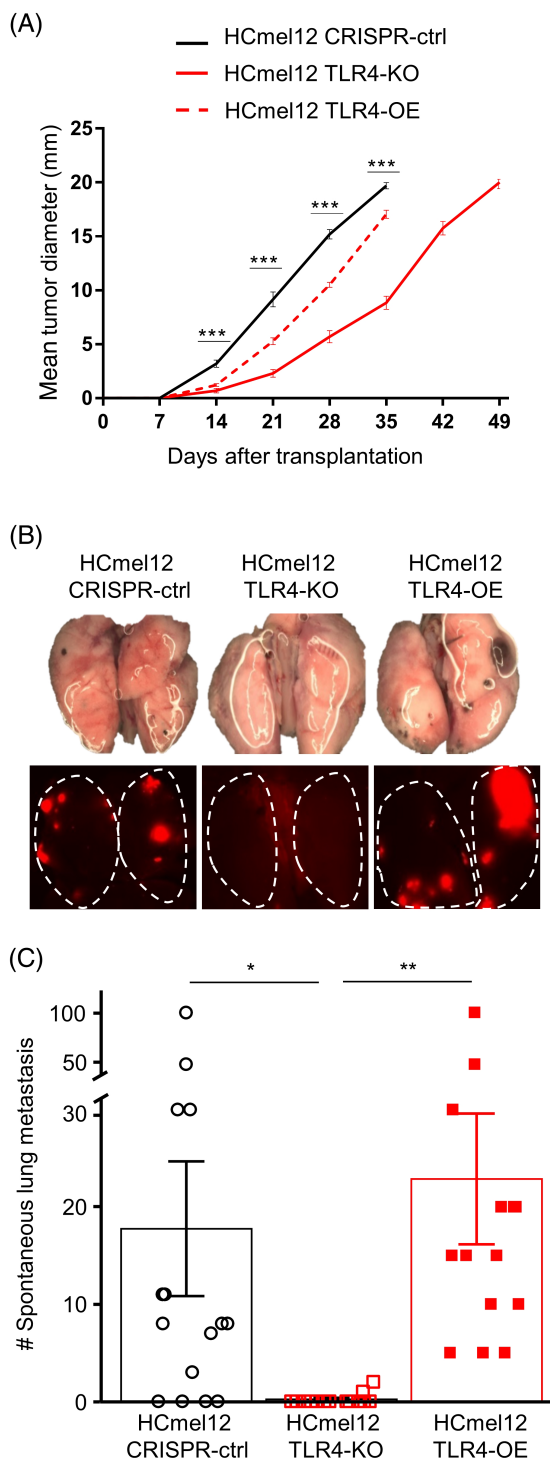 (A)
HCmel12 CRISPR-ctrl
HCmel12 TLR4-KO
HCmel12 TLR4-OE
Mean tumor diameter (mm)
25
20
15
10
5
0
*** *** *** ***
0 7 14 21 28 35 42 49
Days after transplantation
(B)
HCmel12 CRISPR-ctrl
HCmel12 TLR4-KO
HCmel12 TLR4-OE
(C)
* **
# Spontaneous lung metastasis
100
50
30
20
10
0
HCmel12 CRISPR-ctrl
HCmel12 TLR4-KO
HCmel12 TLR4-OE